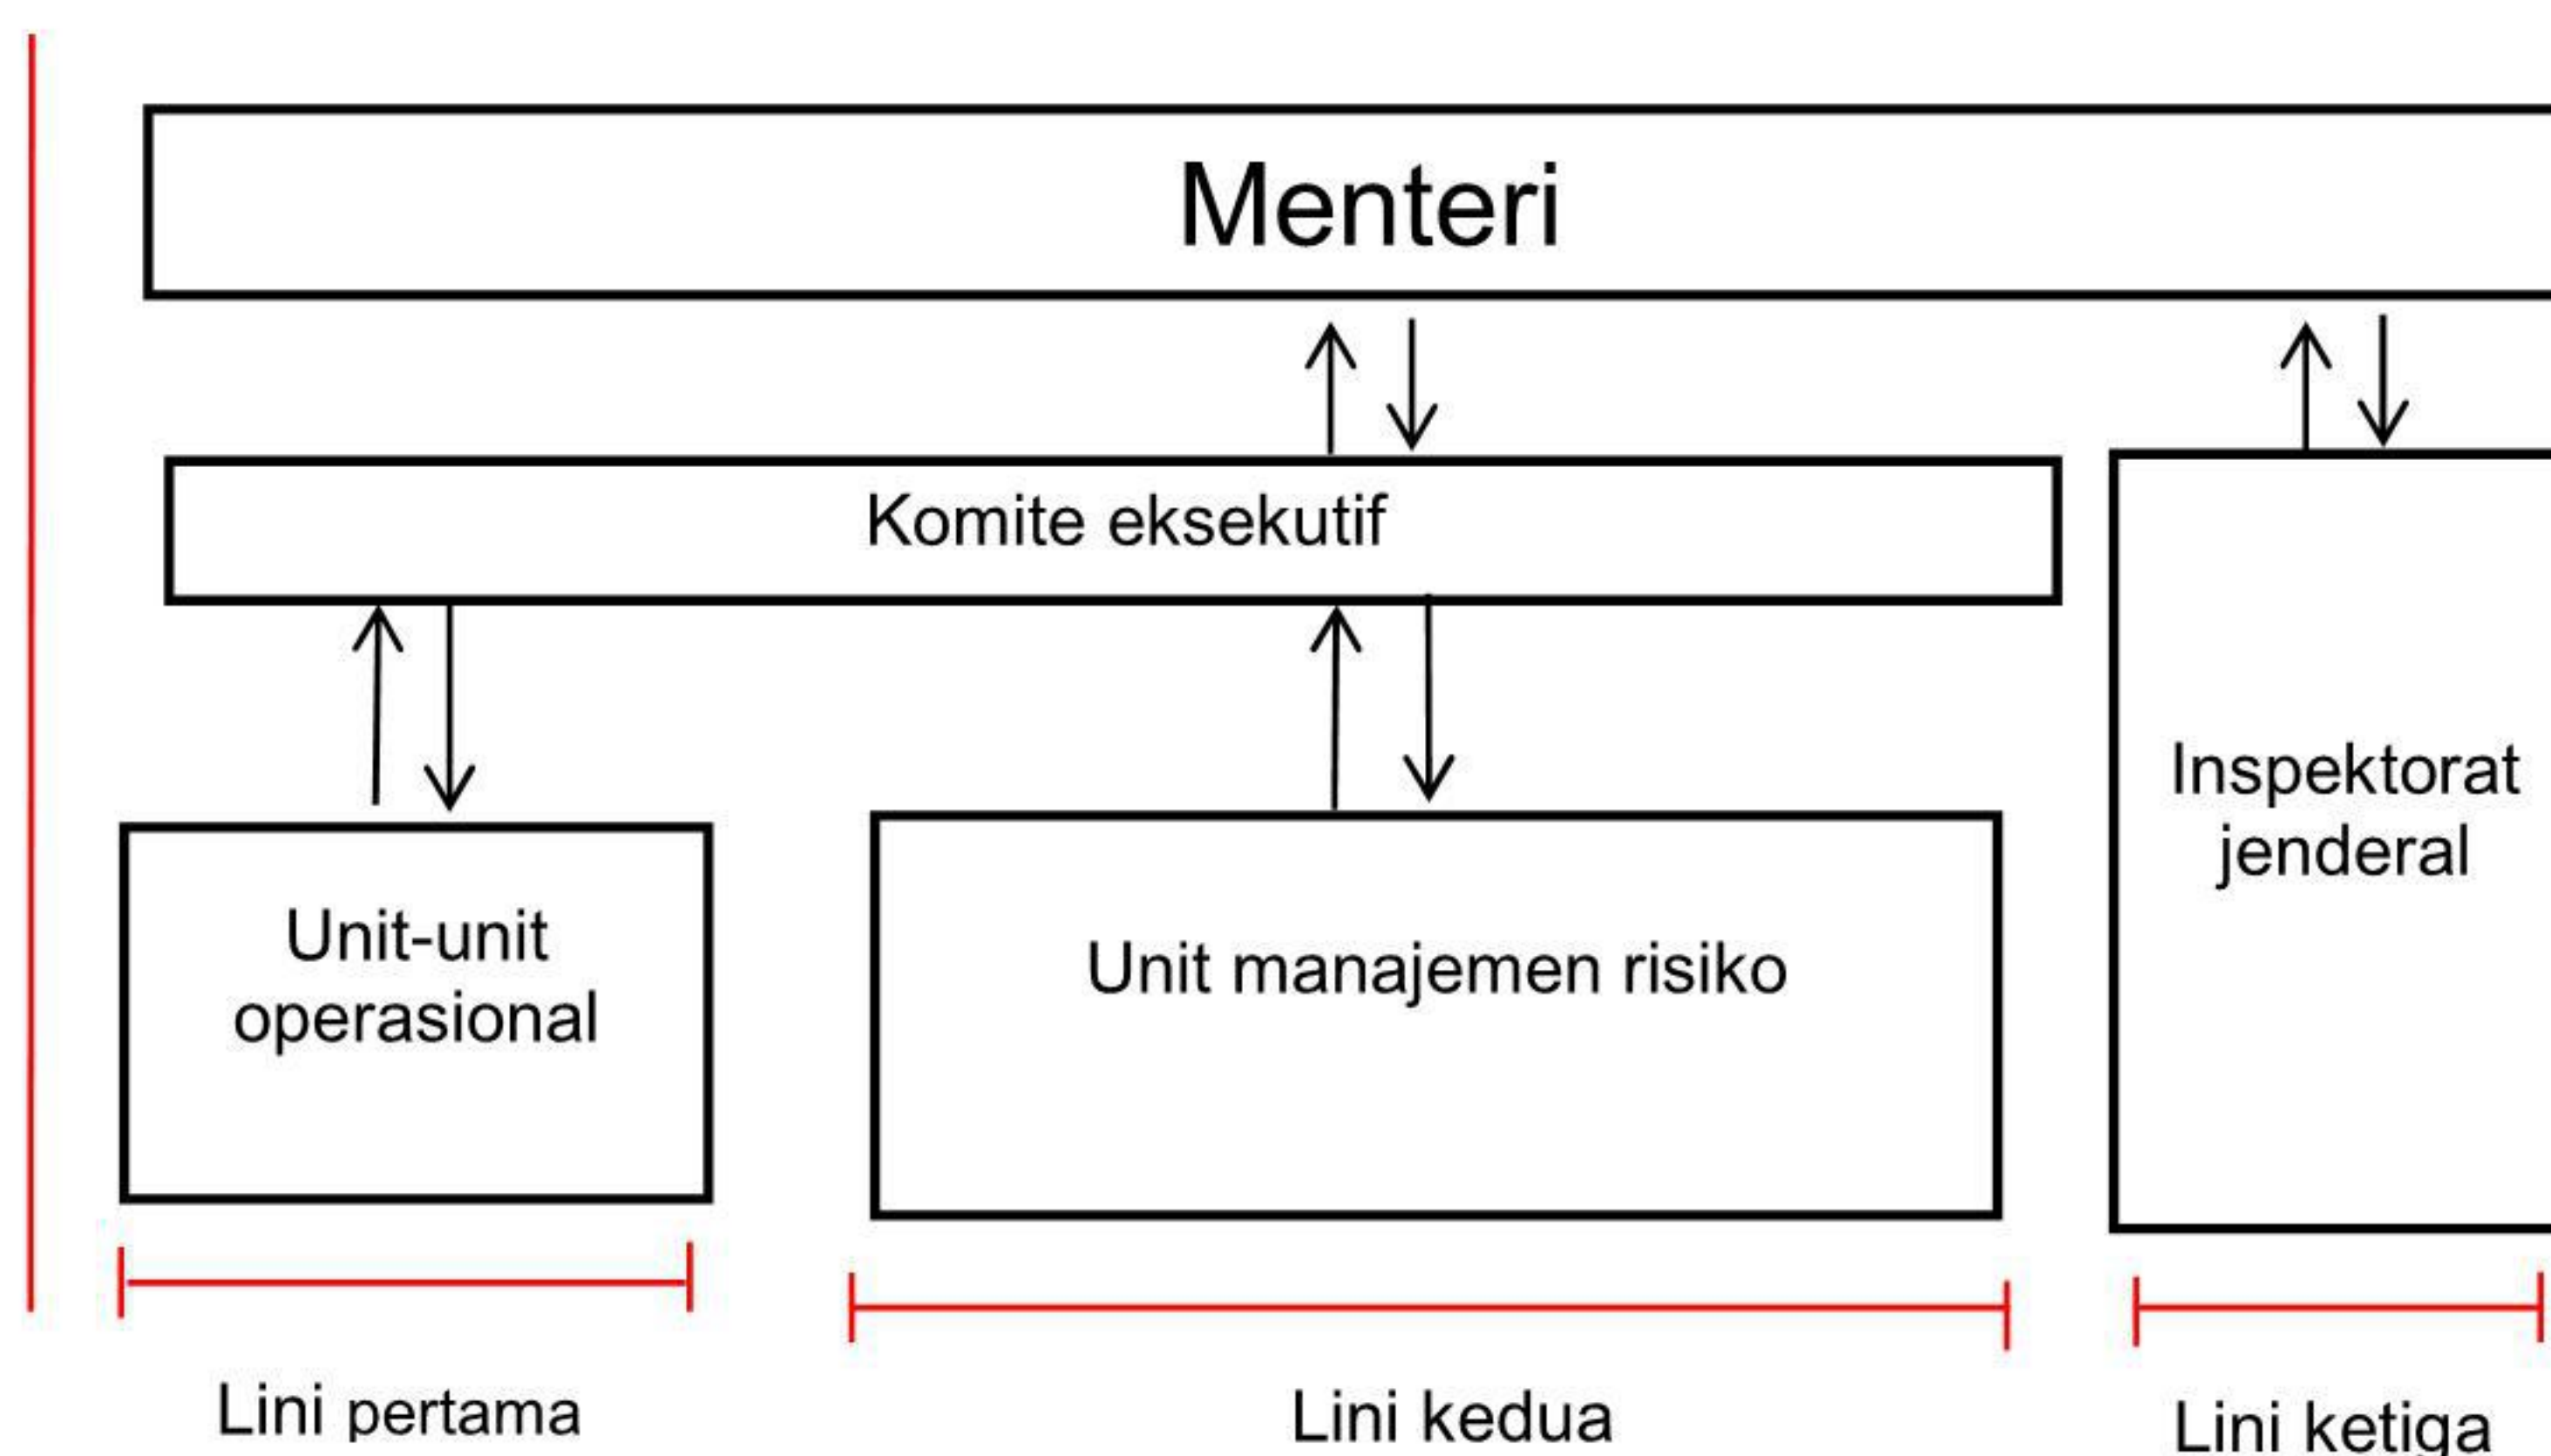 Menteri
Komite eksekutif
Inspektorat
jenderal
Unit-unit
operasional
Unit manajemen risiko
Lini pertama
Lini kedua
Lini ketiga